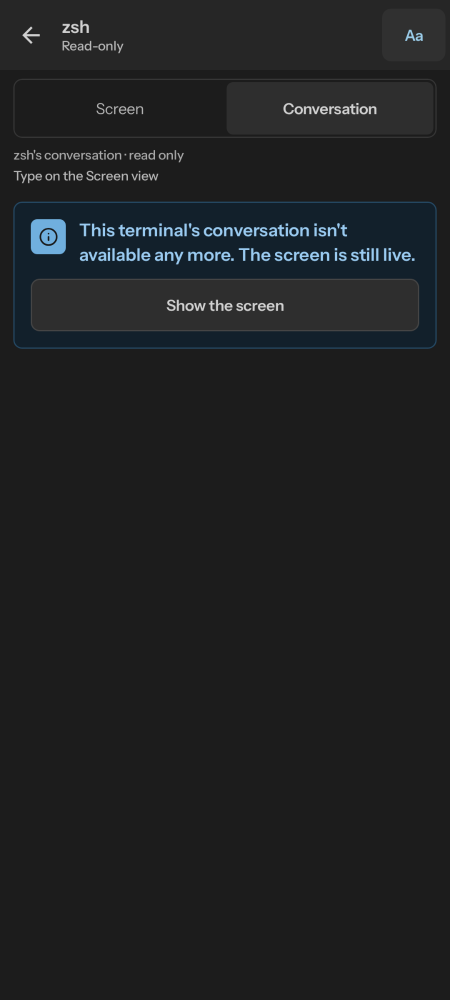 zsh
Read-only
Aa
Screen
Conversation
zsh's conversation · read only
Type on the Screen view
This terminal's conversation isn't
available any more. The screen is still live.
Show the screen